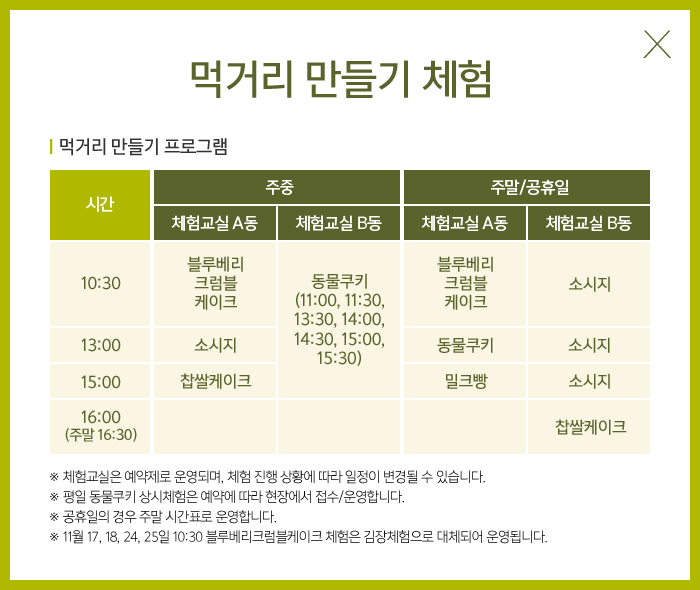 먹거리 만들기 체험
먹거리 만들기 프로그램
시간
주중
주말/공휴일
체험교실 A동
체험교실 B동
체험교실 A동
체험교실 B동
10:30
블루베리
크럼블
케이크
동물쿠키
(11:00, 11:30,
13:30, 14:00,
14:30, 15:00,
15:30)
블루베리
크럼블
케이크
소시지
13:00
소시지
동물쿠키
소시지
15:00
찹쌀케이크
밀크빵
소시지
16:00
(주말 16:30)
찹쌀케이크
※ 체험교실은 예약제로 운영되며, 체험 진행 상황에 따라 일정이 변경될 수 있습니다.
※ 평일 동물쿠키 상시체험은 예약에 따라 현장에서 접수/운영합니다.
※ 공휴일의 경우 주말 시간표로 운영합니다.
※ 11월 17, 18, 24, 25일 10:30 블루베리크럼블케이크 체험은 김장체험으로 대체되어 운영됩니다.